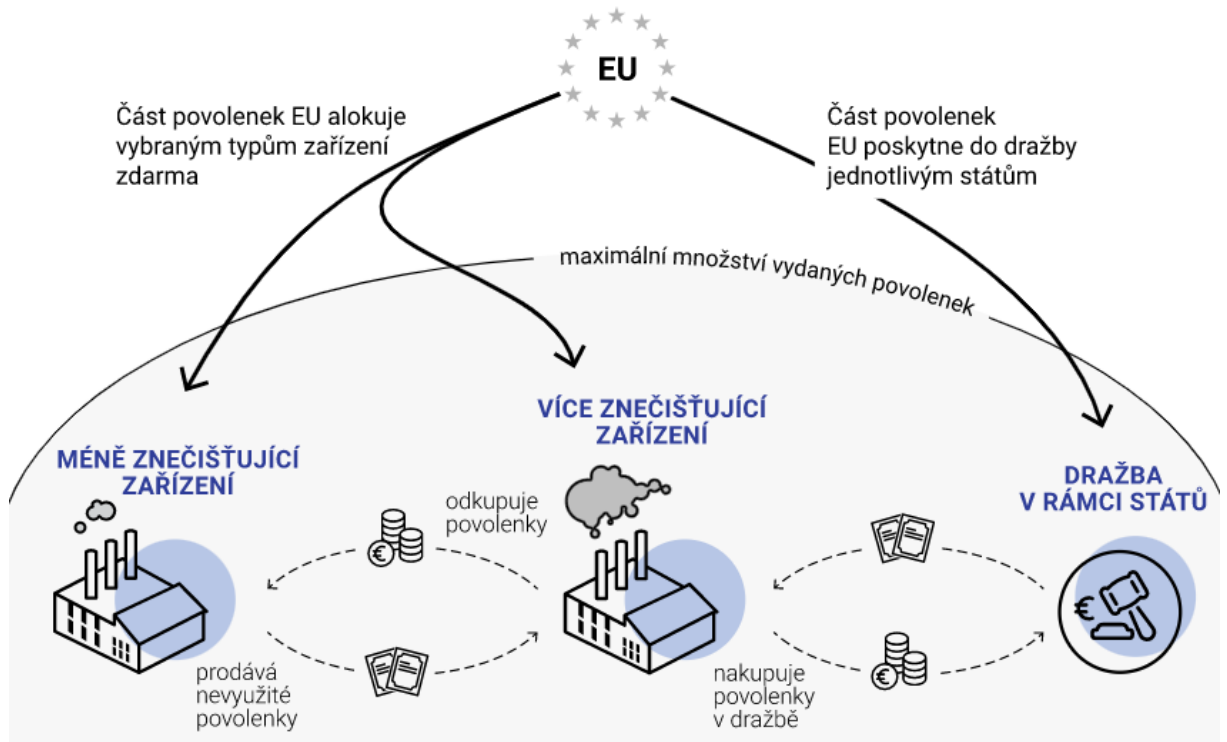 EU
Část povolenek EU alokuje
vybraným typům zařízení
zdarma
Část povolenek
EU poskytne do dražby
jednotlivým státům
maximální množství vydaných povolenek
MÉNĚ ZNEČIŠŤUJÍCÍ
ZAŘÍZENÍ
VÍCE ZNEČIŠŤUJÍCÍ
ZAŘÍZENÍ
DRAŽBA
V RÁMCI STÁTŮ
odkupuje
povolenky
€
prodává
nevyužité
povolenky
nakupuje
povolenky
v dražbě
€
€